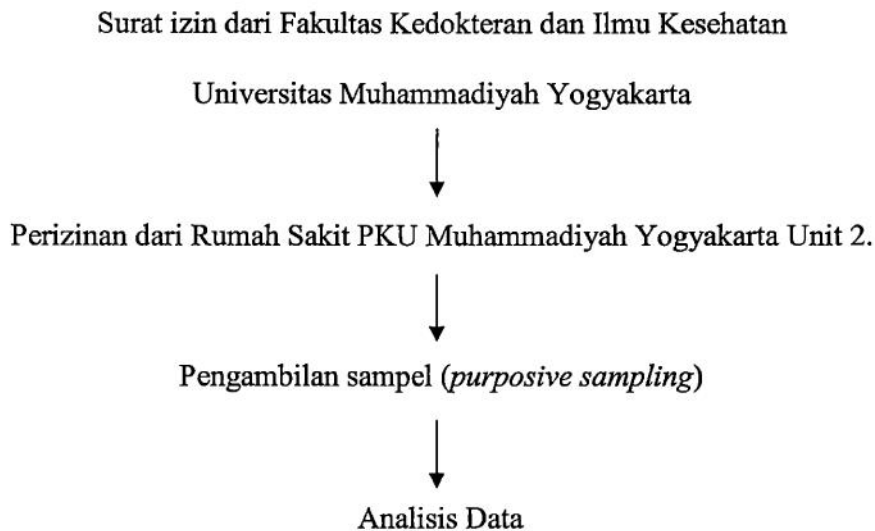 Surat izin dari Fakultas Kedokteran dan Ilmu Kesehatan
Universitas Muhammadiyah Yogyakarta
Perizinan dari Rumah Sakit PKU Muhammadiyah Yogyakarta Unit 2.
Pengambilan sampel (purposive sampling)
Analisis Data